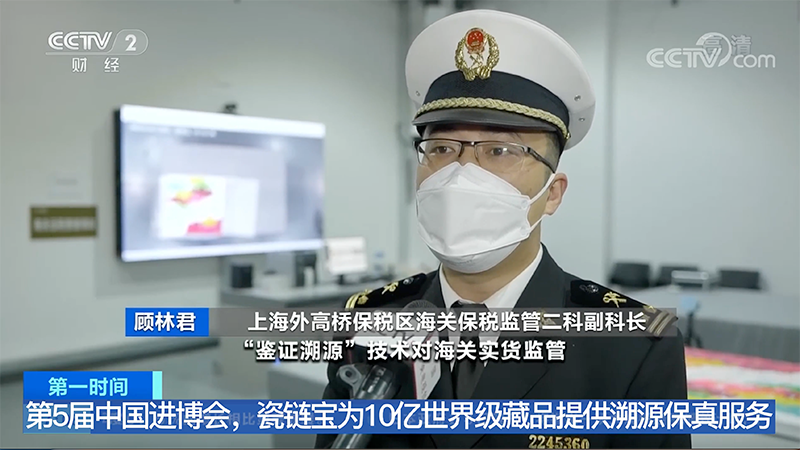 CCTV 2
财经
高清
CCTV.com
顾林君
上海外高桥保税区海关保税监管二科副科长
“鉴证溯源”技术对海关实货监管
第一时间
第5届中国进博会，瓷链宝为10亿世界级藏品提供溯源保真服务
2245360